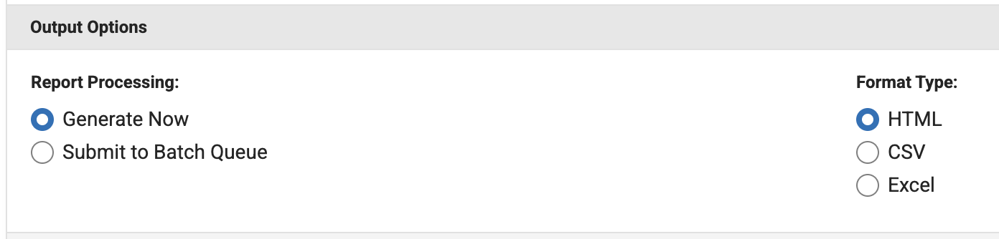 Output Options
Report Processing:
Generate Now
Submit to Batch Queue
Format Type:
HTML
CSV
Excel